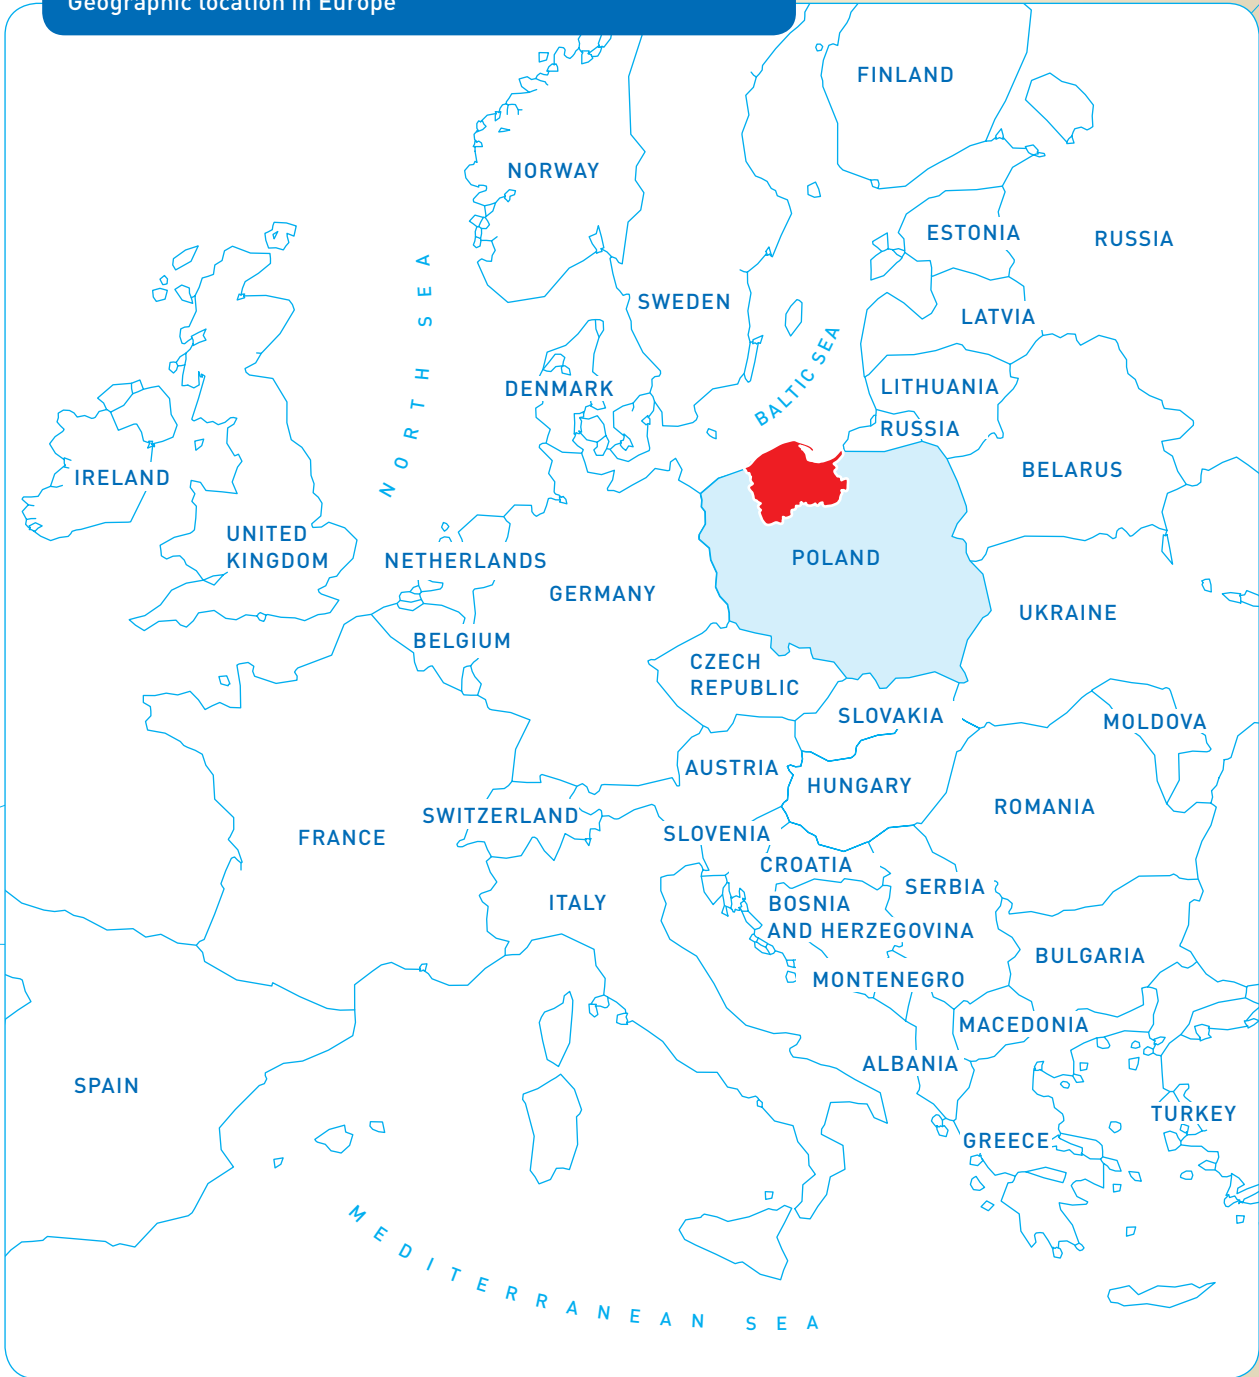 Geographic location in Europe
FINLAND
NORWAY
ESTONIA
RUSSIA
NORTH SEA
SWEDEN
LATVIA
BALTIC SEA
DENMARK
LITHUANIA
RUSSIA
IRELAND
BELARUS
UNITED
KINGDOM
NETHERLANDS
POLAND
GERMANY
UKRAINE
BELGIUM
CZECH
REPUBLIC
SLOVAKIA
MOLDOVA
AUSTRIA
HUNGARY
ROMANIA
SWITZERLAND
FRANCE
SLOVENIA
CROATIA
SERBIA
ITALY
BOSNIA
AND HERZEGOVINA
BULGARIA
MONTENEGRO
MACEDONIA
ALBANIA
SPAIN
TURKEY
GREECE
MEDITERRANEAN SEA